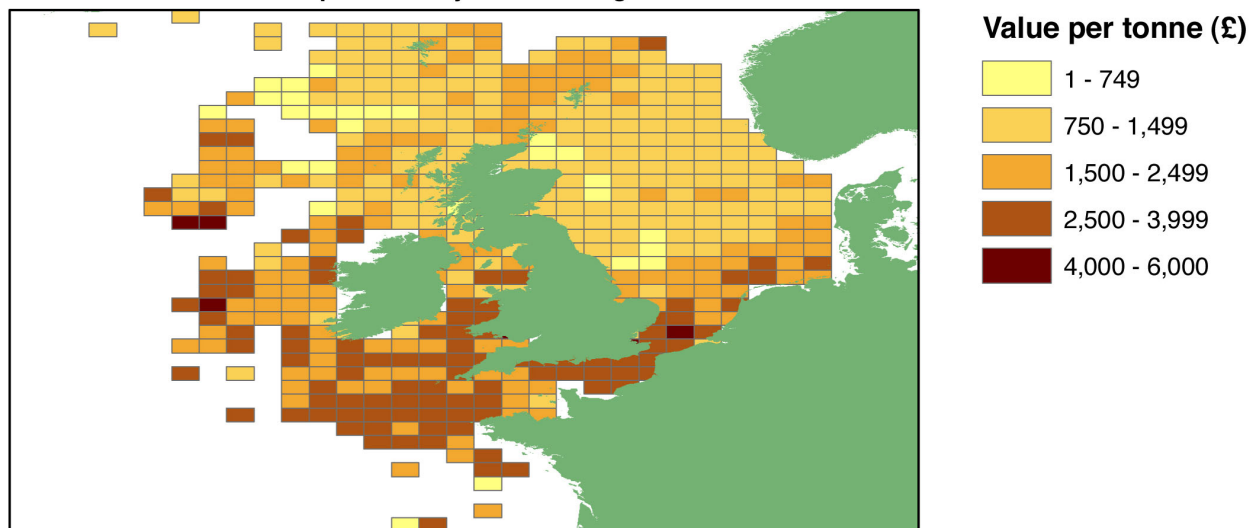 Value per tonne (£)
1 - 749
750 - 1,499
1,500 - 2,499
2,500 - 3,999
4,000 - 6,000